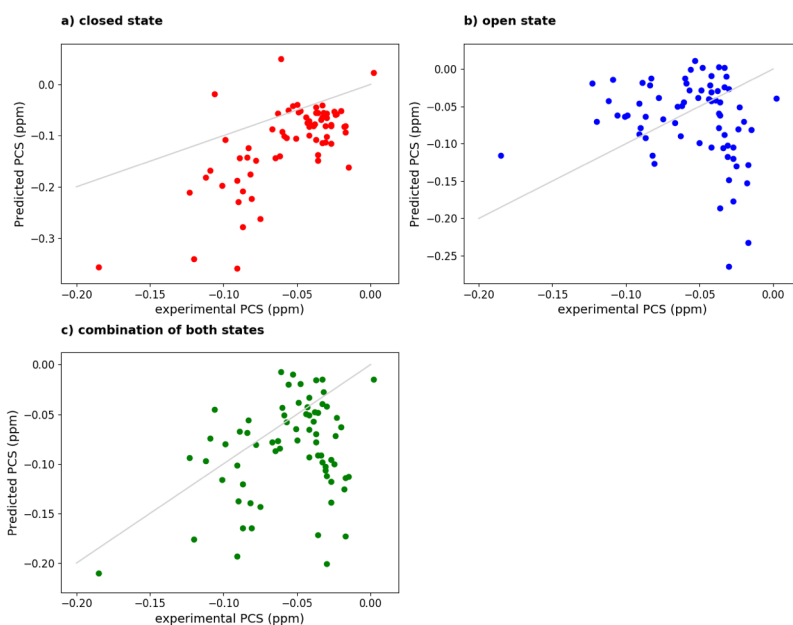 a) closed state
0.0
−0.1
−0.2
−0.3
Predicted PCS (ppm)
−0.20 −0.15 −0.10 −0.05 0.00
experimental PCS (ppm)
b) open state
0.00
−0.05
−0.10
−0.15
−0.20
−0.25
Predicted PCS (ppm)
−0.20 −0.15 −0.10 −0.05 0.00
experimental PCS (ppm)
c) combination of both states
0.00
−0.05
−0.10
−0.15
−0.20
Predicted PCS (ppm)
−0.20 −0.15 −0.10 −0.05 0.00
experimental PCS (ppm)